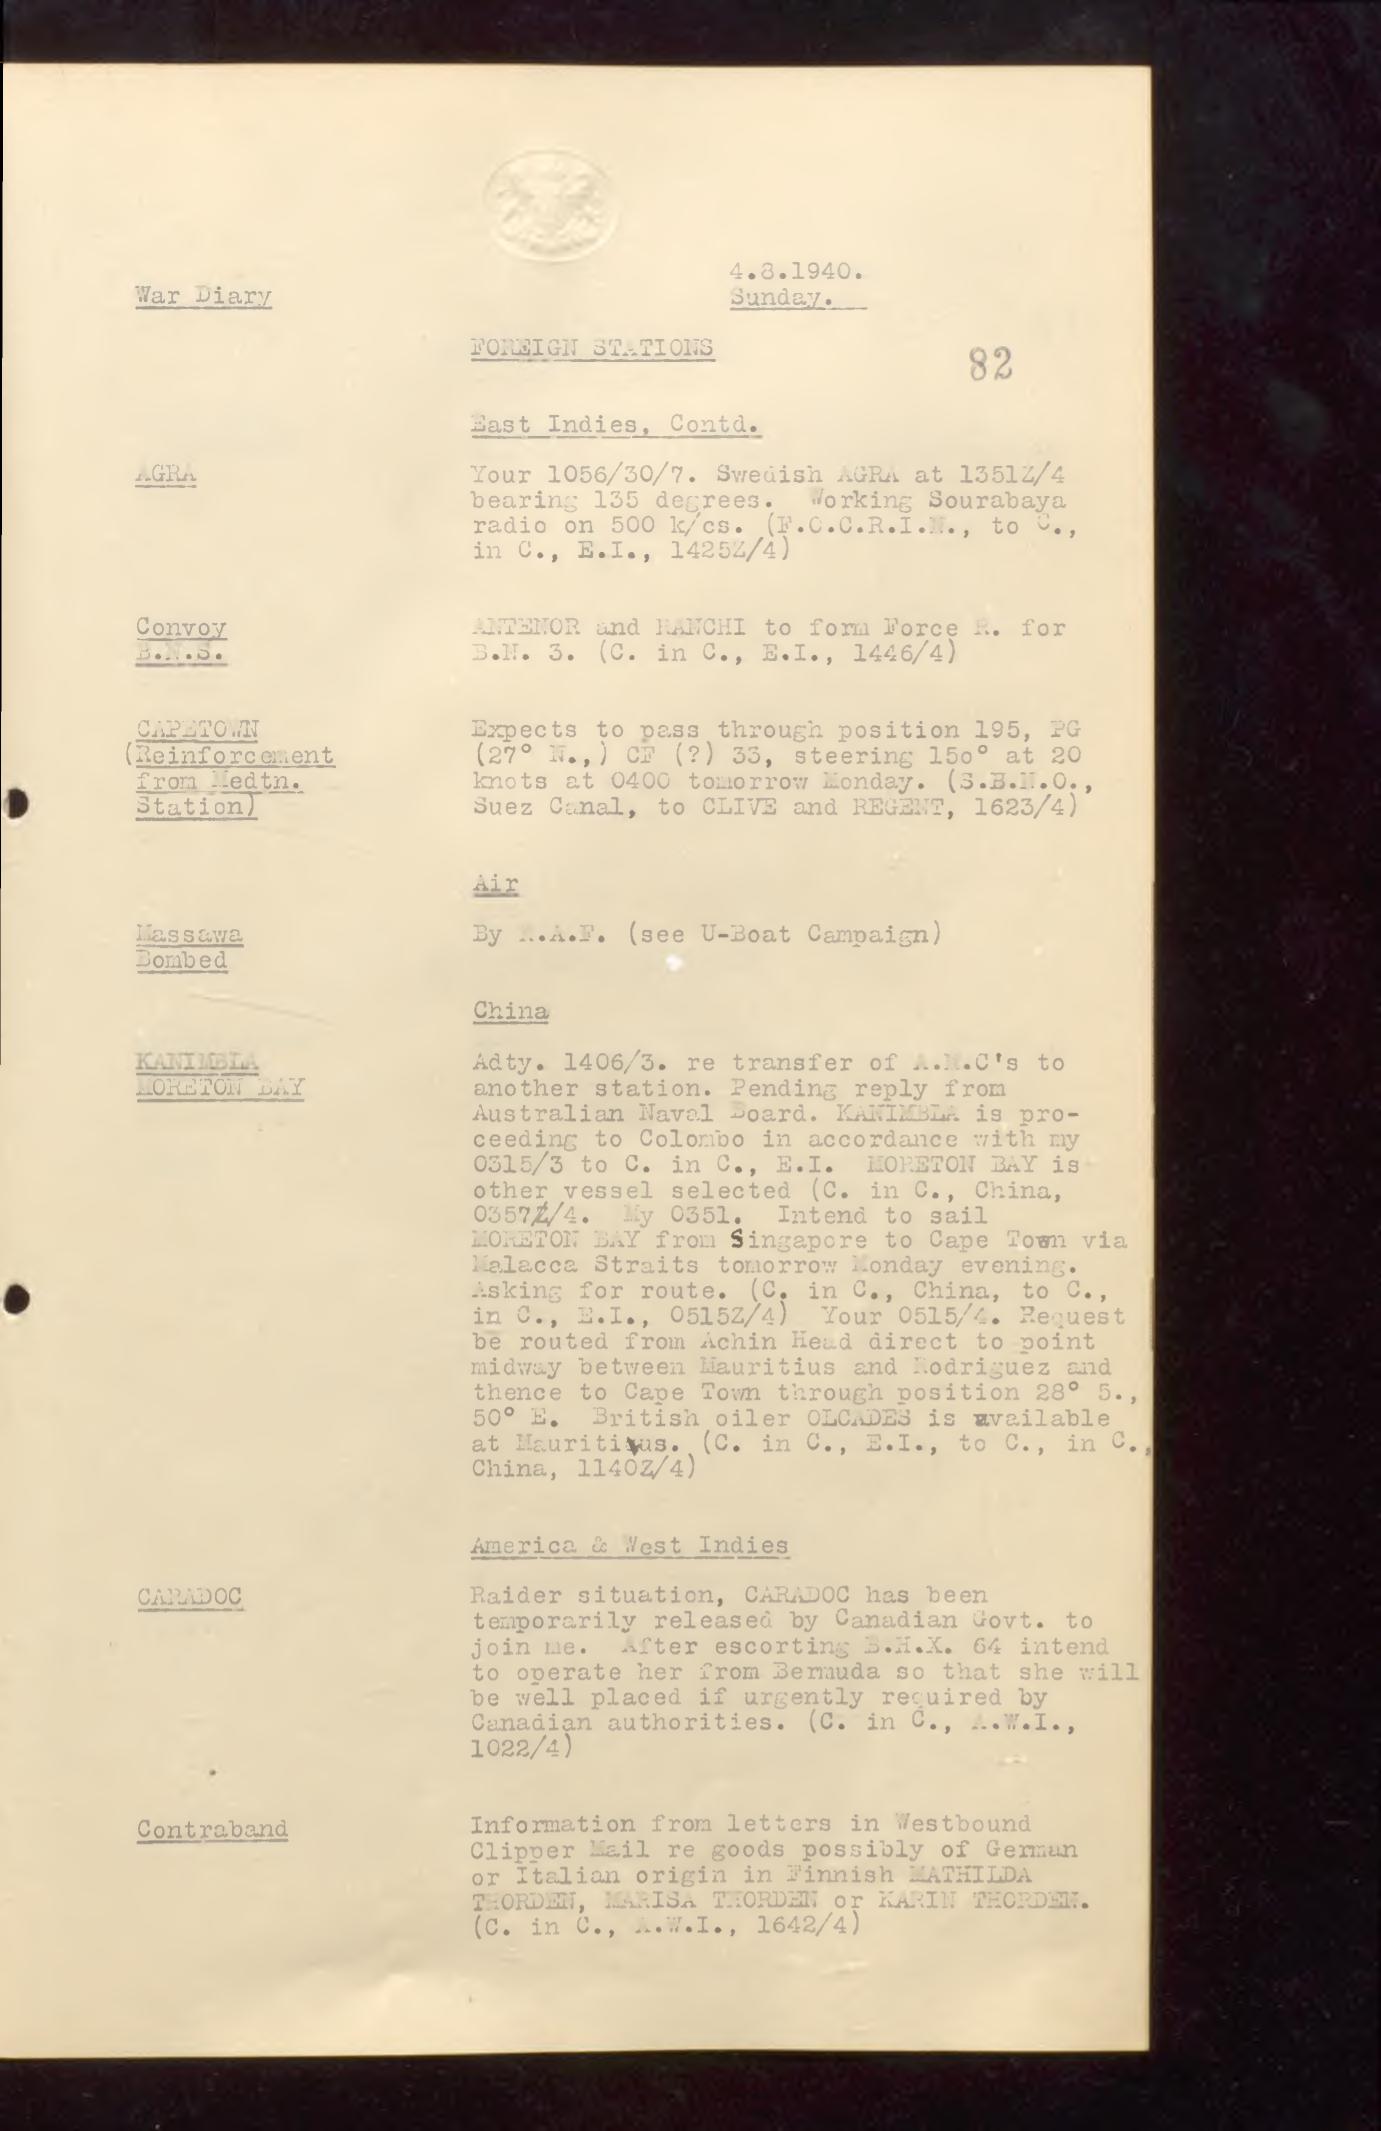 4.8.1940.
War Diary
Sunday.
FOREIGN STATIONS
82
East Indies, Contd.
AGRA
Your 1056/30/7. Swedish AGRA at 1351Z/4
bearing 135 degrees. Working Sourabaya
radio on 500 k/cs. (F.O.C.R.I.N., to C.,
in C., E.I., 1425Z/4)
Convoy
B.N.S.
ANTENOR and RANCHI to form Force R. for
B.N. 3. (C. in C., E.I., 1446/4)
CAPETOWN
(Reinforcement
from Medtn.
Station)
Expects to pass through position 195, PG
(27° N.,) CF (?) 33, steering 15o° at 20
knots at 0400 tomorrow Monday. (S.B.N.O.,
Suez Canal, to CLIVE and REGENT, 1623/4)
Air
Massawa
Bombed
By R.A.F. (see U-Boat Campaign)
China
KANIMBLA
MORETON BAY
Adty. 1406/3. re transfer of A.M.C's to
another station. Pending reply from
Australian Naval Board. KANIMBLA is pro-
ceeding to Colombo in accordance with my
0315/3 to C. in C., E.I. MORETON BAY is
other vessel selected (C. in C., China,
0357Z/4. My 0351. Intend to sail
MORETON BAY from Singapore to Cape Town via
Malacca Straits tomorrow Monday evening.
Asking for route. (C. in C., China, to C.,
in C., E.I., 0515Z/4) Your 0515/4. Request
be routed from Achin Head direct to point
midway between Mauritius and Rodriguez and
thence to Cape Town through position 28° 5.,
50° E. British oiler OLCADES is available
at Mauritius. (C. in C., E.I., to C., in C.,
China, 1140Z/4)
America & West Indies
CARADOC
Raider situation, CARADOC has been
temporarily released by Canadian Govt. to
join me. After escorting B.H.X. 64 intend
to operate her from Bermuda so that she will
be well placed if urgently required by
Canadian authorities. (C. in C., A.W.I.,
1022/4)
Contraband
Information from letters in Westbound
Clipper Mail re goods possibly of German
or Italian origin in Finnish MATHILDA
THORDEN, MARISA THORDEN or KARIN THORDEN.
(C. in C., A.W.I., 1642/4)